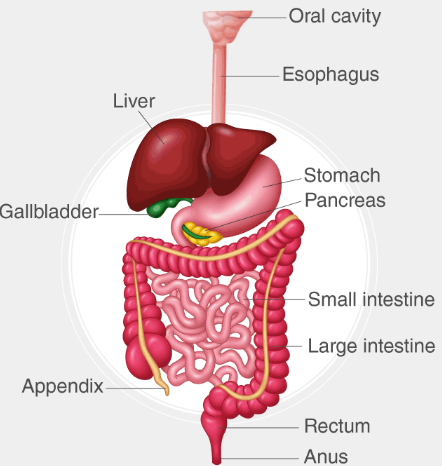 Oral cavity
Esophagus
Liver
Stomach
Pancreas
Gallbladder
Small intestine
Large intestine
Appendix
Rectum
Anus